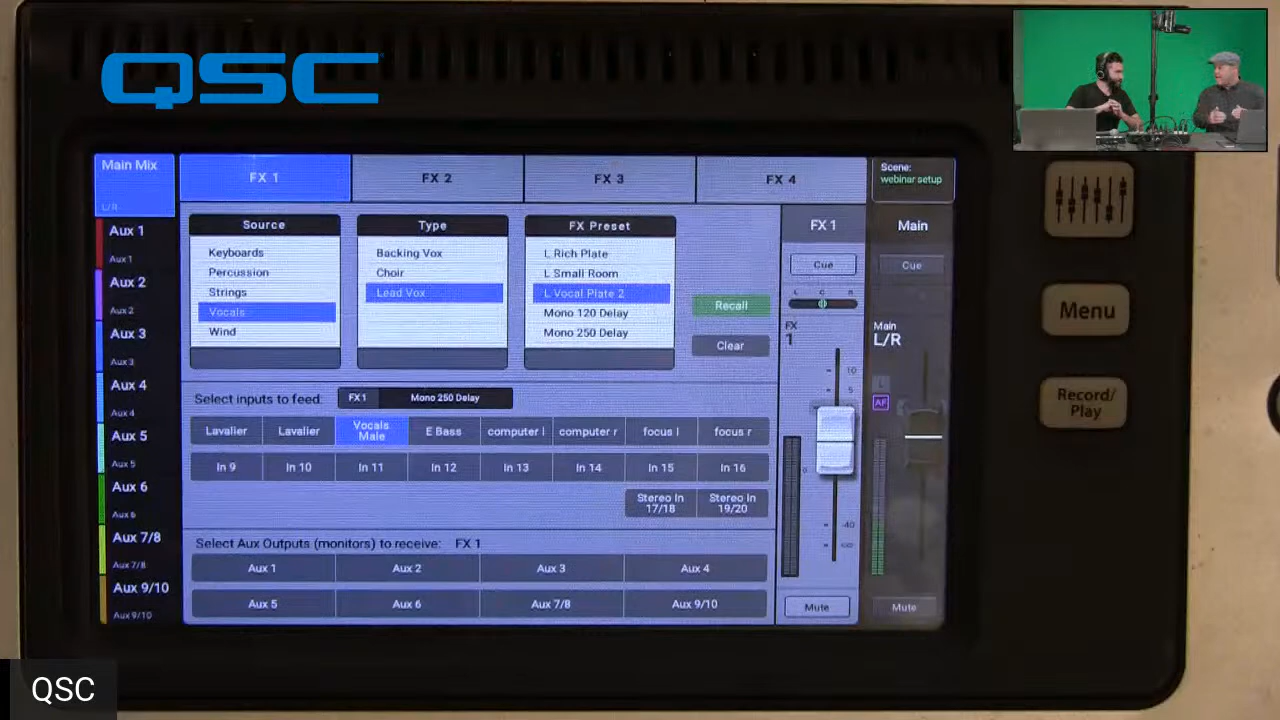 QSC
Main Mix
L/R
FX 1
FX 2
FX 3
FX 4
Scene:
webinar setup
Aux 1
Aux 1
Aux 2
Aux 2
Aux 3
Aux 3
Aux 4
Aux 4
Aux 5
Aux 5
Aux 6
Aux 6
Aux 7/8
Aux 7/8
Aux 9/10
Aux 9/10
Source
Keyboards
Percussion
Strings
Vocals
Wind
Type
Backing Vox
Choir
Lead Vox
FX Preset
L Rich Plate
L Small Room
L Vocal Plate 2
Mono 120 Delay
Mono 250 Delay
Recall
Clear
Select inputs to feed:
FX1
Mono 250 Delay
Lavalier
Lavalier
Vocals
Male
E Bass
computer l
computer r
focus l
focus r
In 9
In 10
In 11
In 12
In 13
In 14
In 15
In 16
Stereo In
17/18
Stereo In
19/20
Select Aux Outputs (monitors) to receive: FX 1
Aux 1
Aux 2
Aux 3
Aux 4
Aux 5
Aux 6
Aux 7/8
Aux 9/10
FX 1
Cue
L C R
FX
1
10
5
0
-40
-∞
Mute
Main
Cue
Main
L/R
L
AF
Mute
Menu
Record/
Play
QSC